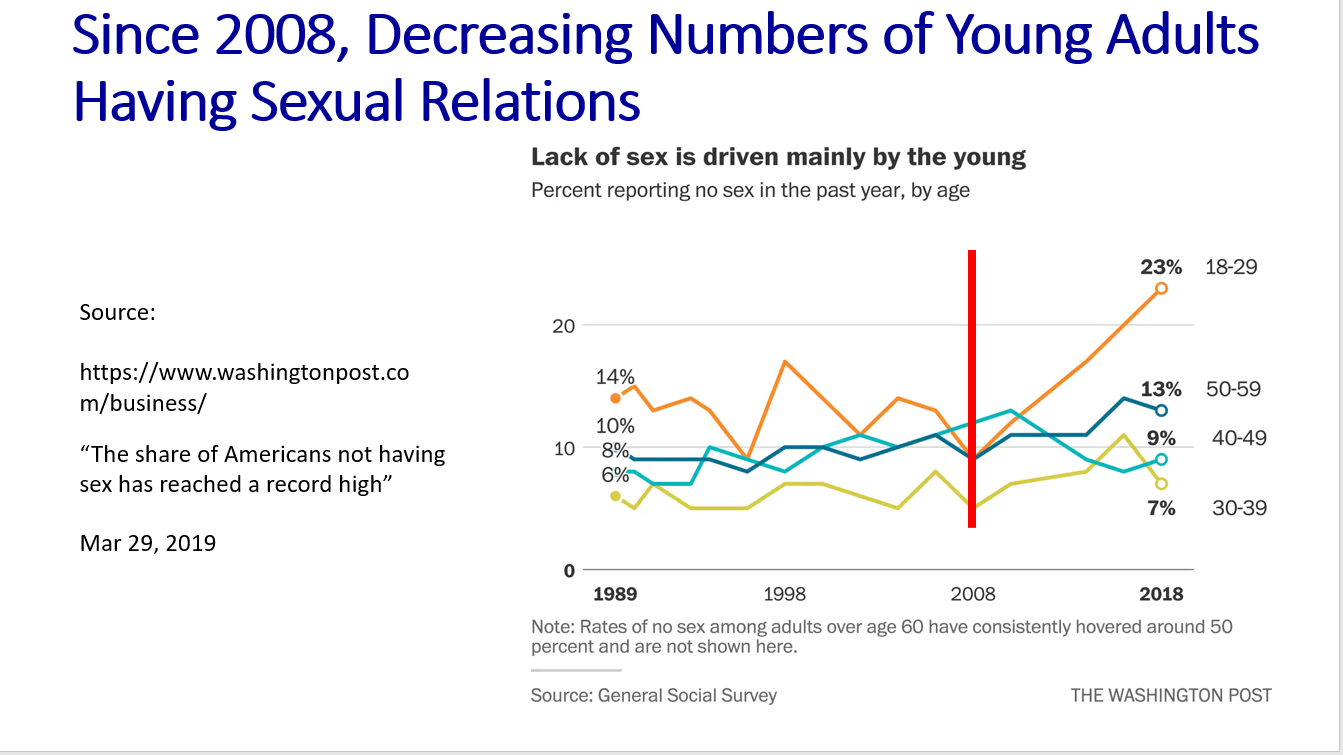 Since 2008, Decreasing Numbers of Young Adults
Having Sexual Relations
Lack of sex is driven mainly by the young
Percent reporting no sex in the past year, by age
Source:
https://www.washingtonpost.co
m/business/
“The share of Americans not having
sex has reached a record high”
Mar 29, 2019
23% 18-29
20
14%
13% 50-59
10%
9% 40-49
10
8%
6%
7% 30-39
0
1989 1998 2008 2018
Note: Rates of no sex among adults over age 60 have consistently hovered around 50
percent and are not shown here.
Source: General Social Survey THE WASHINGTON POST